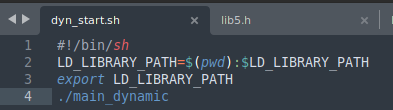 dyn_start.sh
lib5.h
1 #!/bin/sh
2 LD_LIBRARY_PATH=$(pwd):$LD_LIBRARY_PATH
3 export LD_LIBRARY_PATH
4 ./main_dynamic